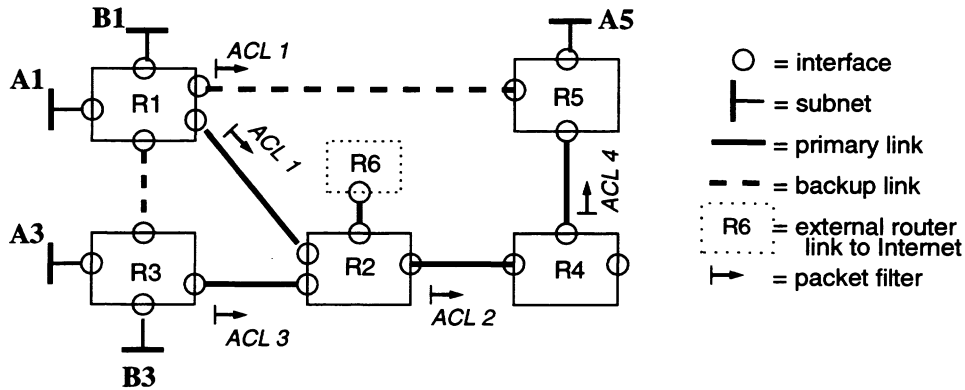 B1
A5
ACL 1
A1
R1
R5
ACL 1
R6
ACL 4
A3
R3
R2
R4
ACL 3
ACL 2
B3
= interface
= subnet
= primary link
= backup link
R6 = external router
link to Internet
= packet filter